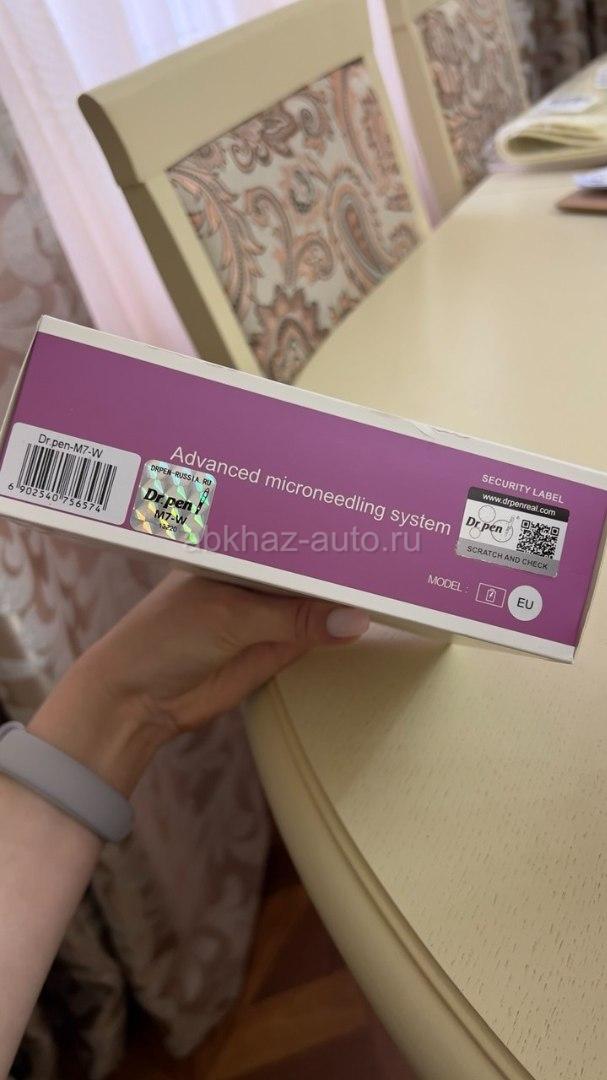 Dr.pen-M7-W
6 902540 756574
DRPEN-RUSSIA.RU
Dr.pen
M7-W
Advanced microneedling system
SECURITY LABEL
www.drpenreal.com
Dr.pen
SCRATCH AND CHECK
MODEL :
EU
abkhaz-auto.ru